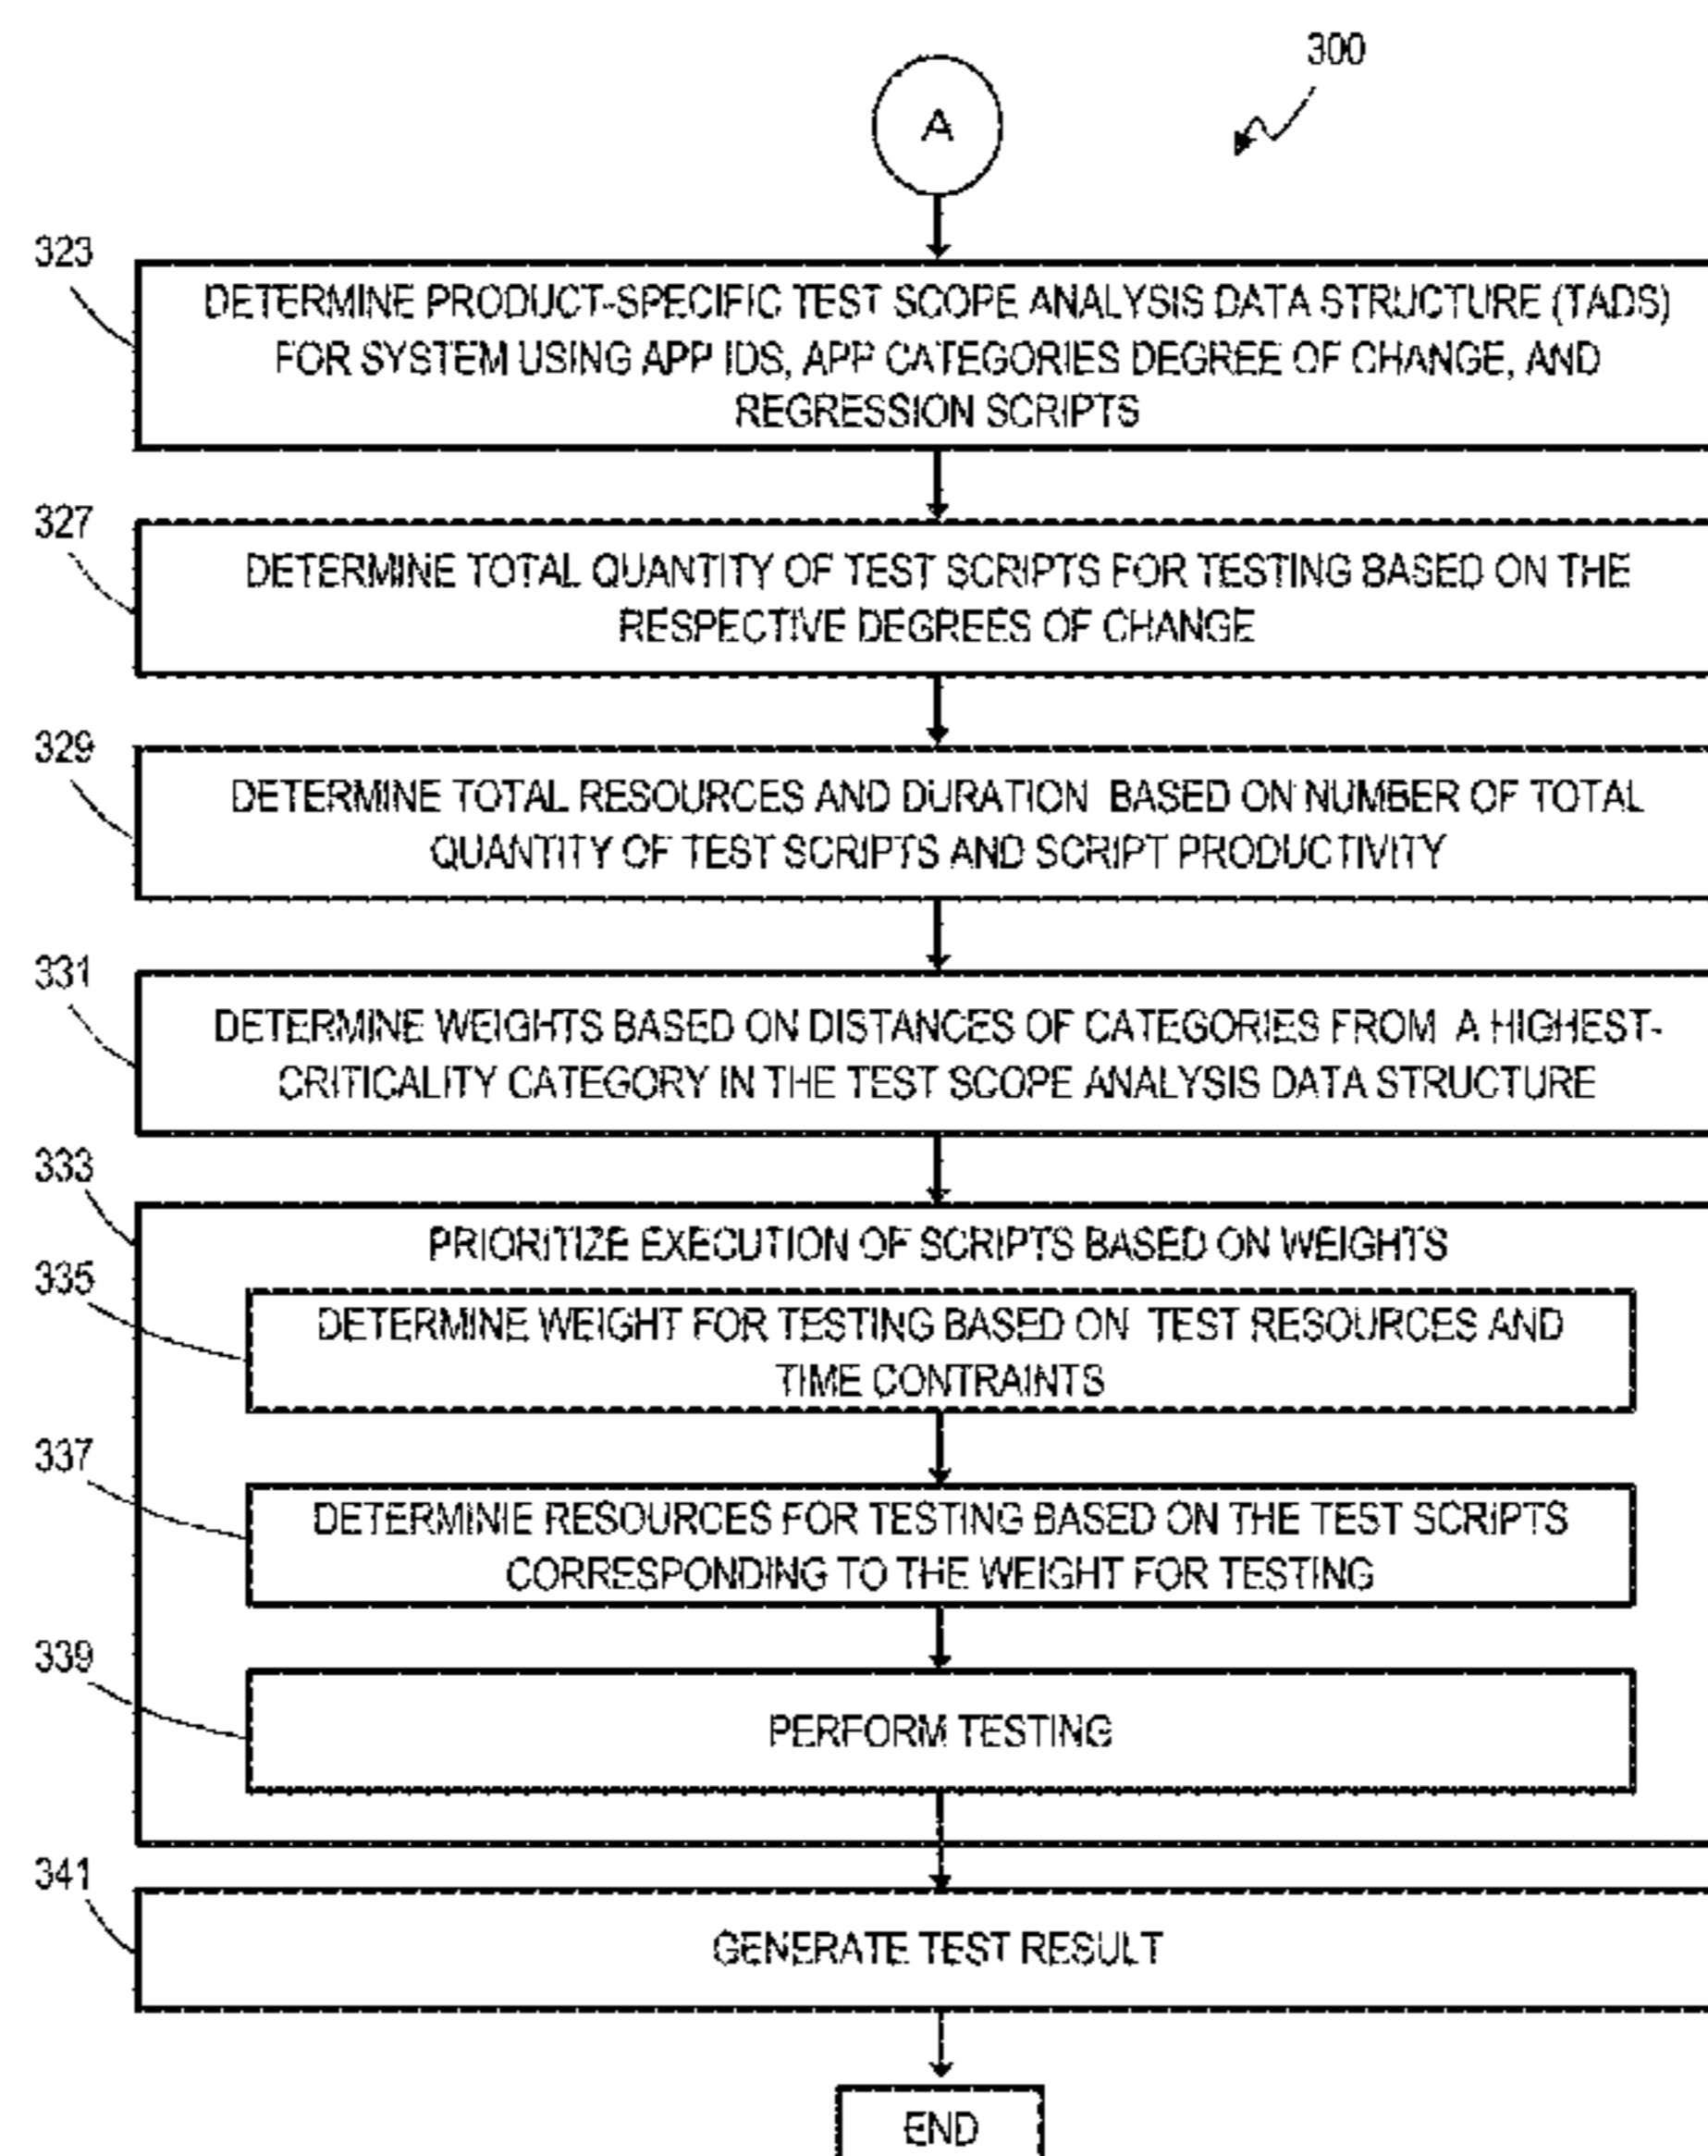 300
A
323
DETERMINE PRODUCT-SPECIFIC TEST SCOPE ANALYSIS DATA STRUCTURE (TADS)
FOR SYSTEM USING APP IDS, APP CATEGORIES DEGREE OF CHANGE, AND
REGRESSION SCRIPTS
327
DETERMINE TOTAL QUANTITY OF TEST SCRIPTS FOR TESTING BASED ON THE
RESPECTIVE DEGREES OF CHANGE
329
DETERMINE TOTAL RESOURCES AND DURATION BASED ON NUMBER OF TOTAL
QUANTITY OF TEST SCRIPTS AND SCRIPT PRODUCTIVITY
331
DETERMINE WEIGHTS BASED ON DISTANCES OF CATEGORIES FROM A HIGHEST-
CRITICALITY CATEGORY IN THE TEST SCOPE ANALYSIS DATA STRUCTURE
333
PRIORITIZE EXECUTION OF SCRIPTS BASED ON WEIGHTS
335
DETERMINE WEIGHT FOR TESTING BASED ON TEST RESOURCES AND
TIME CONTRAINTS
337
DETERMINIE RESOURCES FOR TESTING BASED ON THE TEST SCRIPTS
CORRESPONDING TO THE WEIGHT FOR TESTING
339
PERFORM TESTING
341
GENERATE TEST RESULT
END